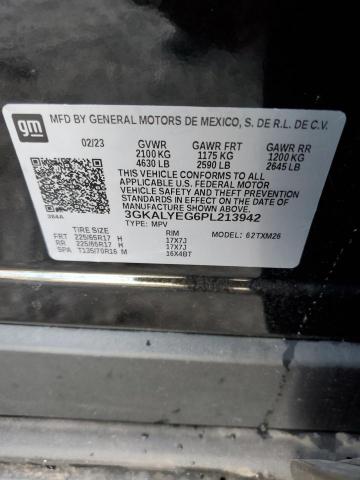 gm
MFD BY GENERAL MOTORS DE MEXICO, S. DE R.L. DE C.V.
02/23 GVWR GAWR FRT GAWR RR
2100 KG 1175 KG 1200 KG
4630 LB 2590 LB 2645 LB
THIS VEHICLE CONFORMS TO ALL
APPLICABLE U.S. FEDERAL MOTOR
VEHICLE SAFETY AND THEFT PREVENTION
STANDARDS IN EFFECT ON THE DATE OF
MANUFACTURE SHOWN ABOVE.
384A
3GKALYEG6PL213942
TYPE: MPV
MODEL: 62TXM26
TIRE SIZE RIM
FRT 225/65R17 H 17X7J
RR 225/65R17 H 17X7J
SPA T135/70R16 M 16X4BT